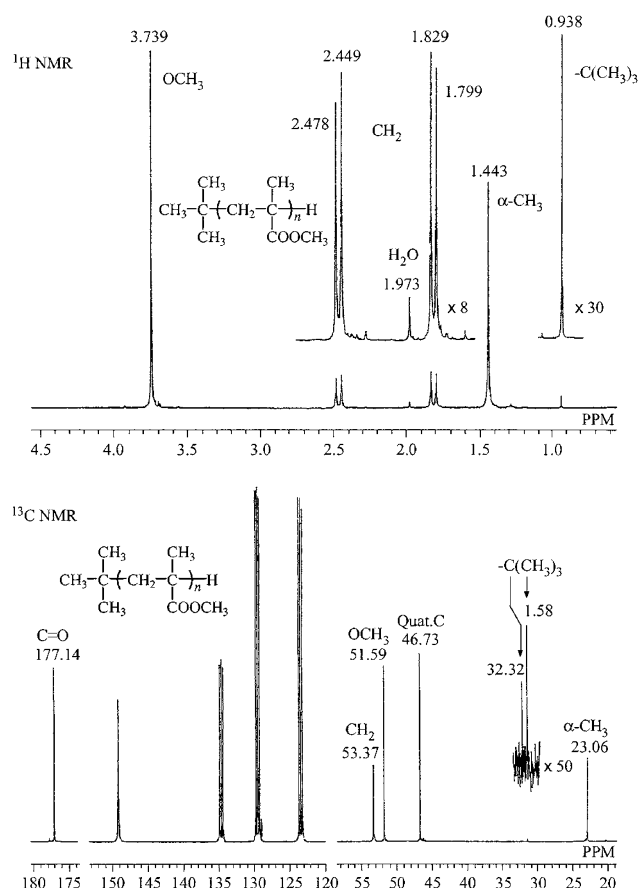 ¹H NMR
3.739
OCH₃
2.478
2.449
CH₂
1.829
1.799
0.938
-C(CH₃)₃
1.443
α-CH₃
H₂O
1.973
x 8
x 30
CH₃ CH₃
CH₃-C-(CH₂-C-)ₙH
CH₃ COOCH₃
PPM
4.5 4.0 3.5 3.0 2.5 2.0 1.5 1.0
¹³C NMR
CH₃ CH₃
CH₃-C-(CH₂-C-)ₙH
CH₃ COOCH₃
C=O
177.14
OCH₃
51.59
Quat.C
46.73
CH₂
53.37
-C(CH₃)₃
1.58
32.32
x 50
α-CH₃
23.06
PPM
180 175 155 150 145 140 135 130 125 120 55 50 45 40 35 30 25 20